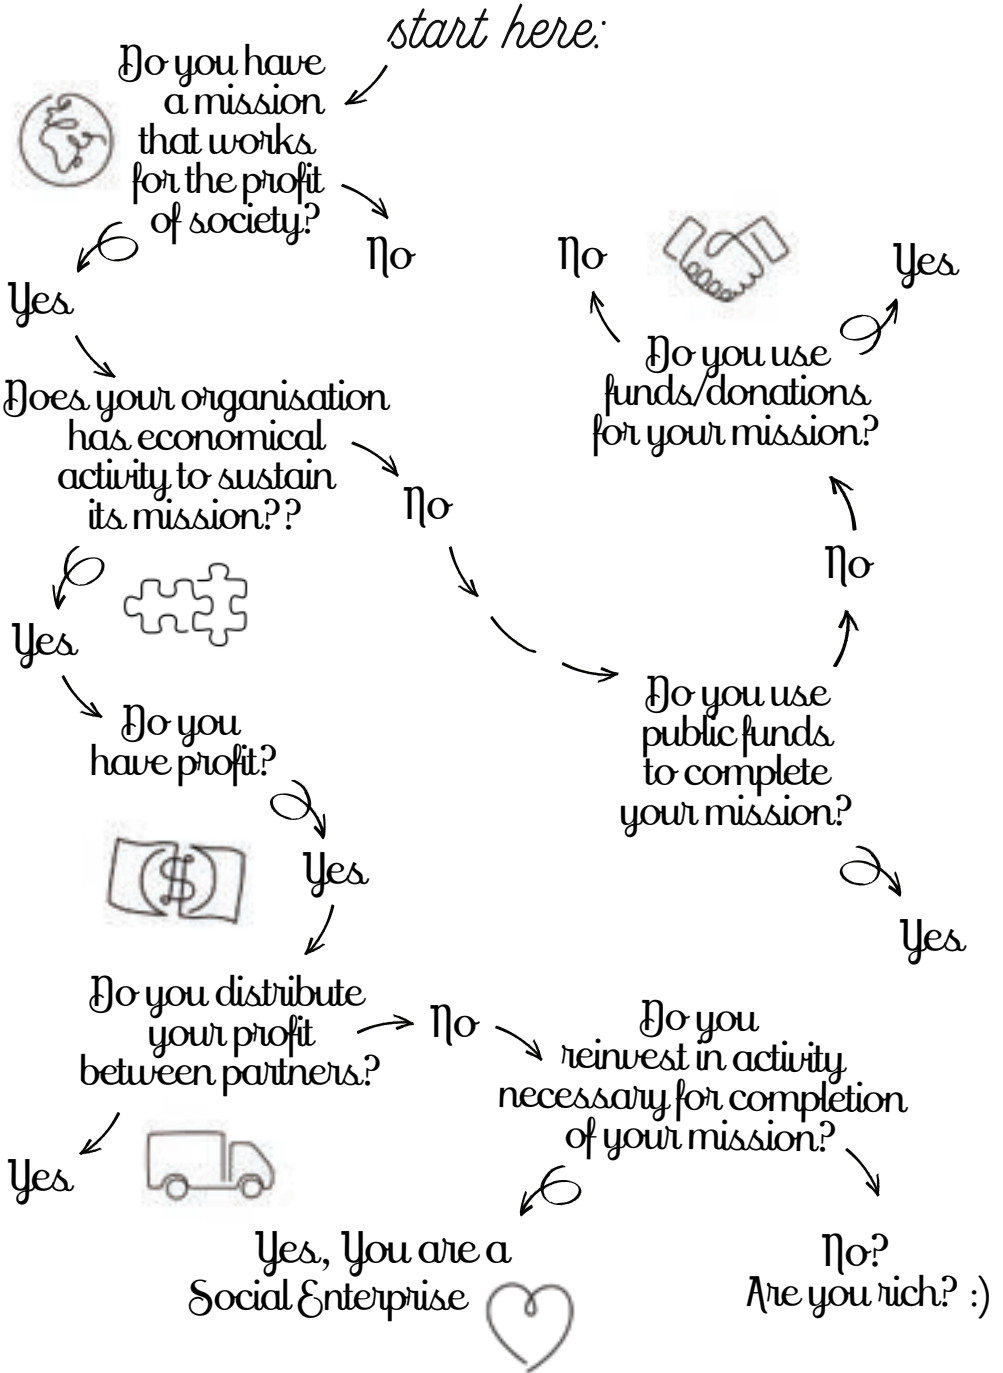 start here:
Do you have
a mission
that works
for the profit
of society?
No
Yes
Does your organisation
has economical
activity to sustain
its mission??
No
Yes
Do you
have profit?
Yes
Do you distribute
your profit
between partners?
Yes
No
Do you
reinvest in activity
necessary for completion
of your mission?
Yes, You are a
Social Enterprise
No?
Are you rich? :)
Do you use
public funds
to complete
your mission?
Yes
No
Do you use
funds/donations
for your mission?
No
Yes
$